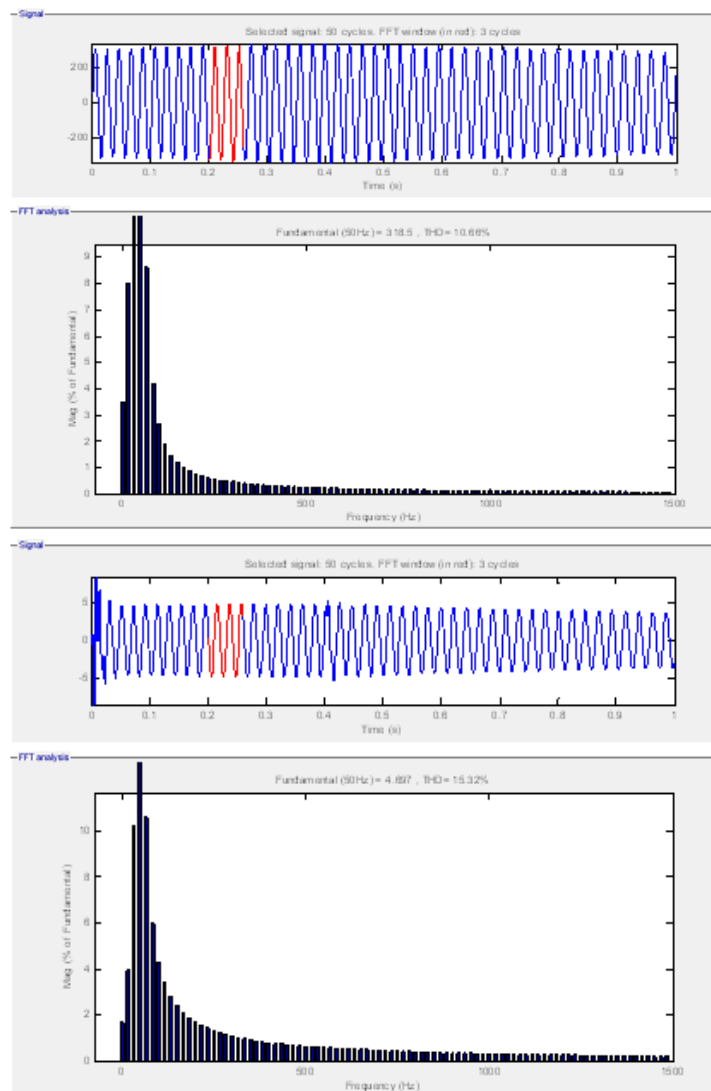 Signal
Selected signal: 50 cycles. FFT window (in red): 3 cycles
200
0
-200
0 0.1 0.2 0.3 0.4 0.5 0.6 0.7 0.8 0.9 1
Time (s)
FFT analysis
Fundamental (50Hz) = 318.5 , THD= 10.66%
9
8
7
6
5
4
3
2
1
0
Mag (% of Fundamental)
0 500 1000 1500
Frequency (Hz)
Signal
Selected signal: 50 cycles. FFT window (in red): 3 cycles
5
0
-5
0 0.1 0.2 0.3 0.4 0.5 0.6 0.7 0.8 0.9 1
Time (s)
FFT analysis
Fundamental (50Hz) = 4.697 , THD= 15.32%
10
8
6
4
2
0
Mag (% of Fundamental)
0 500 1000 1500
Frequency (Hz)